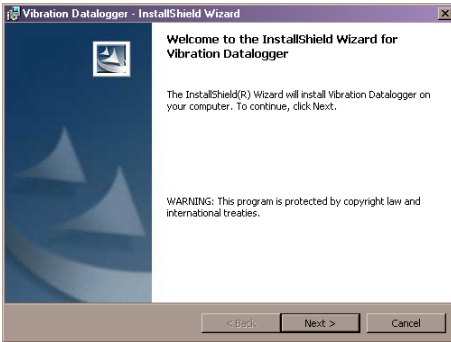 Vibration Datalogger - InstallShield Wizard
Welcome to the InstallShield Wizard for
Vibration Datalogger
The InstallShield(R) Wizard will install Vibration Datalogger on
your computer. To continue, click Next.
WARNING: This program is protected by copyright law and
international treaties.
< Back
Next >
Cancel